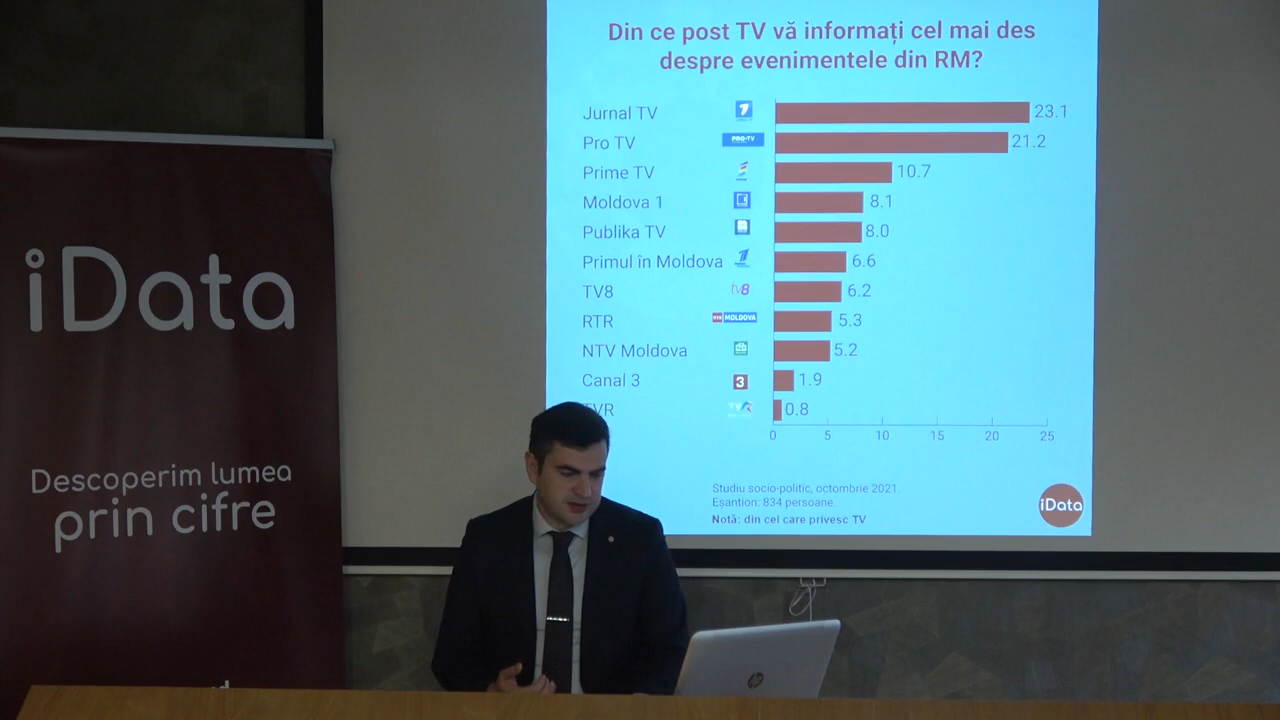 Din ce post TV vă informați cel mai des
despre evenimentele din RM?
Jurnal TV 23.1
Pro TV PRO•TV 21.2
Prime TV 10.7
Moldova 1 8.1
Publika TV 8.0
Primul în Moldova 6.6
TV8 tv8 6.2
RTR RTR MOLDOVA 5.3
NTV Moldova 5.2
Canal 3 3 1.9
TVR TVR 0.8
0 5 10 15 20 25
Studiu socio-politic, octombrie 2021.
Eșantion: 834 persoane.
Notă: din cei care privesc TV
iData
iData
Descoperim lumea
prin cifre
hp